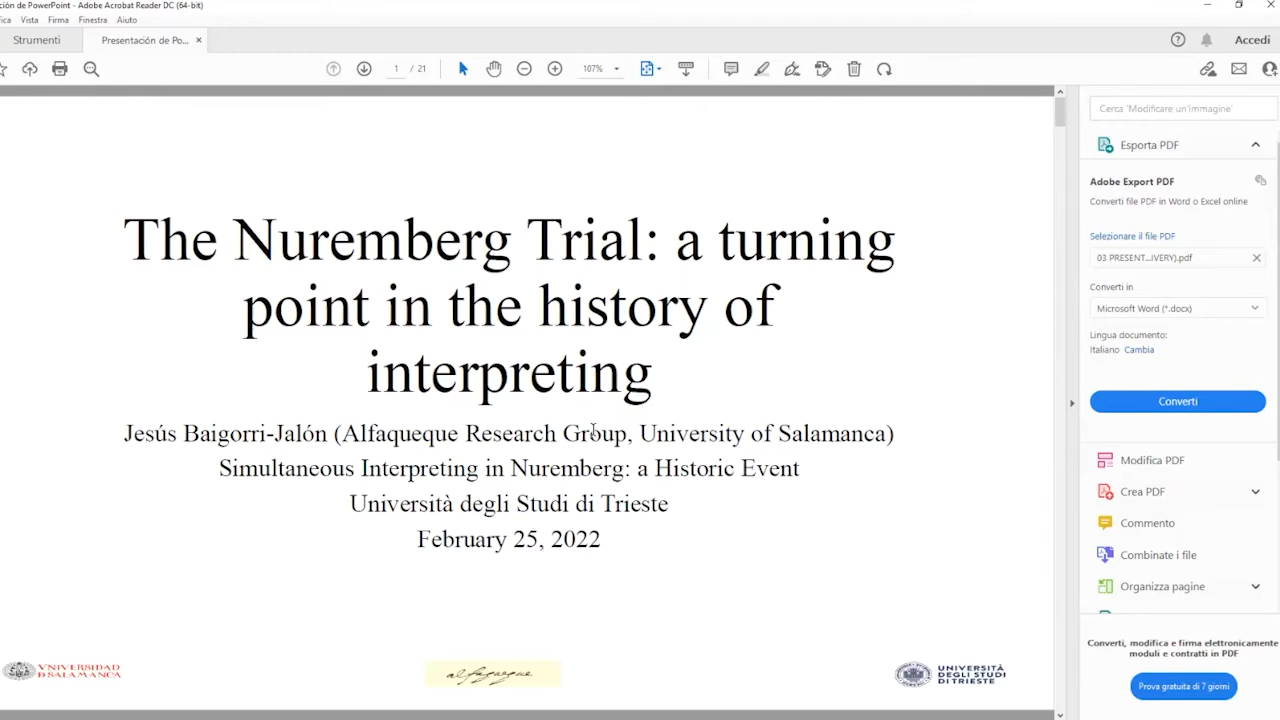 ción de PowerPoint - Adobe Acrobat Reader DC (64-bit)
ica Vista Firma Finestra Aiuto
Strumenti Presentación de Po... × Accedi
1 / 21 107%
Cerca 'Modificare un'immagine'
Esporta PDF
Adobe Export PDF
Converti file PDF in Word o Excel online
Selezionare il file PDF
03 PRESENT...IVERY).pdf
Converti in
Microsoft Word (*.docx)
Lingua documento:
Italiano Cambia
Converti
Modifica PDF
Crea PDF
Commento
Combinate i file
Organizza pagine
Converti, modifica e firma elettronicamente
moduli e contratti in PDF
Prova gratuita di 7 giorni
The Nuremberg Trial: a turning
point in the history of
interpreting
Jesús Baigorri-Jalón (Alfaqueque Research Group, University of Salamanca)
Simultaneous Interpreting in Nuremberg: a Historic Event
Università degli Studi di Trieste
February 25, 2022
VNiVERSiDAD
D SALAMANCA
alfaqueque
UNIVERSITÀ
DEGLI STUDI
DI TRIESTE